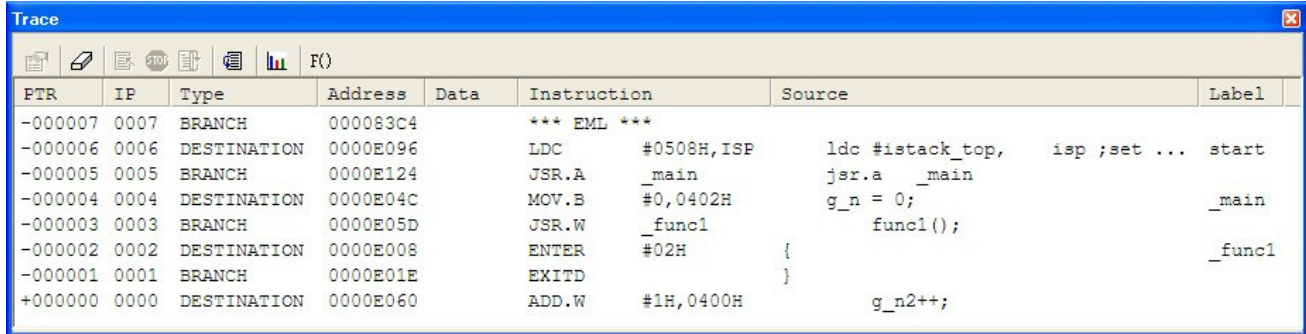 Trace
STOP F()
PTR IP Type Address Data Instruction Source Label
-000007 0007 BRANCH 000083C4 *** EML ***
-000006 0006 DESTINATION 0000E096 LDC #0508H,ISP ldc #istack_top, isp ;set ... start
-000005 0005 BRANCH 0000E124 JSR.A _main jsr.a _main
-000004 0004 DESTINATION 0000E04C MOV.B #0,0402H g_n = 0; _main
-000003 0003 BRANCH 0000E05D JSR.W _func1 func1();
-000002 0002 DESTINATION 0000E008 ENTER #02H { _func1
-000001 0001 BRANCH 0000E01E EXITD }
+000000 0000 DESTINATION 0000E060 ADD.W #1H,0400H g_n2++;